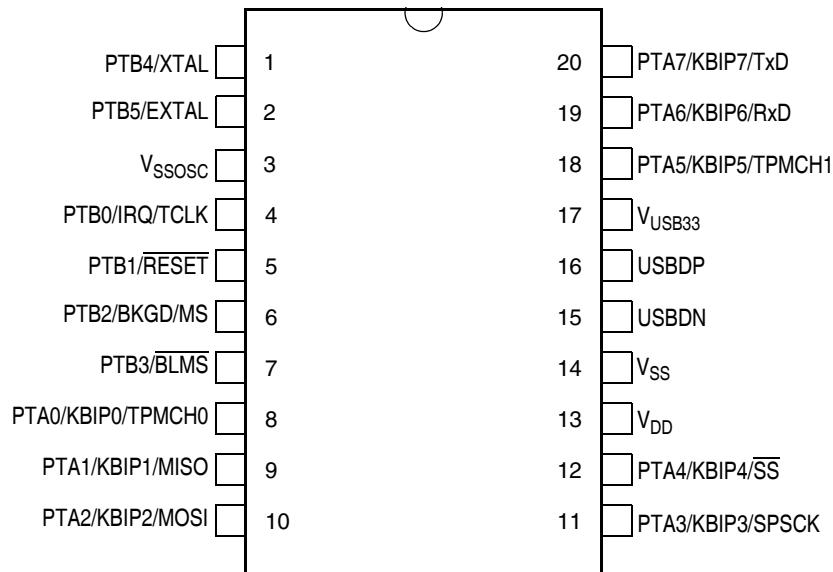 PTB4/XTAL 1 20 PTA7/KBIP7/TxD
PTB5/EXTAL 2 19 PTA6/KBIP6/RxD
VSSOSC 3 18 PTA5/KBIP5/TPMCH1
PTB0/IRQ/TCLK 4 17 VUSB33
PTB1/RESET 5 16 USBDP
PTB2/BKGD/MS 6 15 USBDN
PTB3/BLMS 7 14 VSS
PTA0/KBIP0/TPMCH0 8 13 VDD
PTA1/KBIP1/MISO 9 12 PTA4/KBIP4/SS
PTA2/KBIP2/MOSI 10 11 PTA3/KBIP3/SPSCK